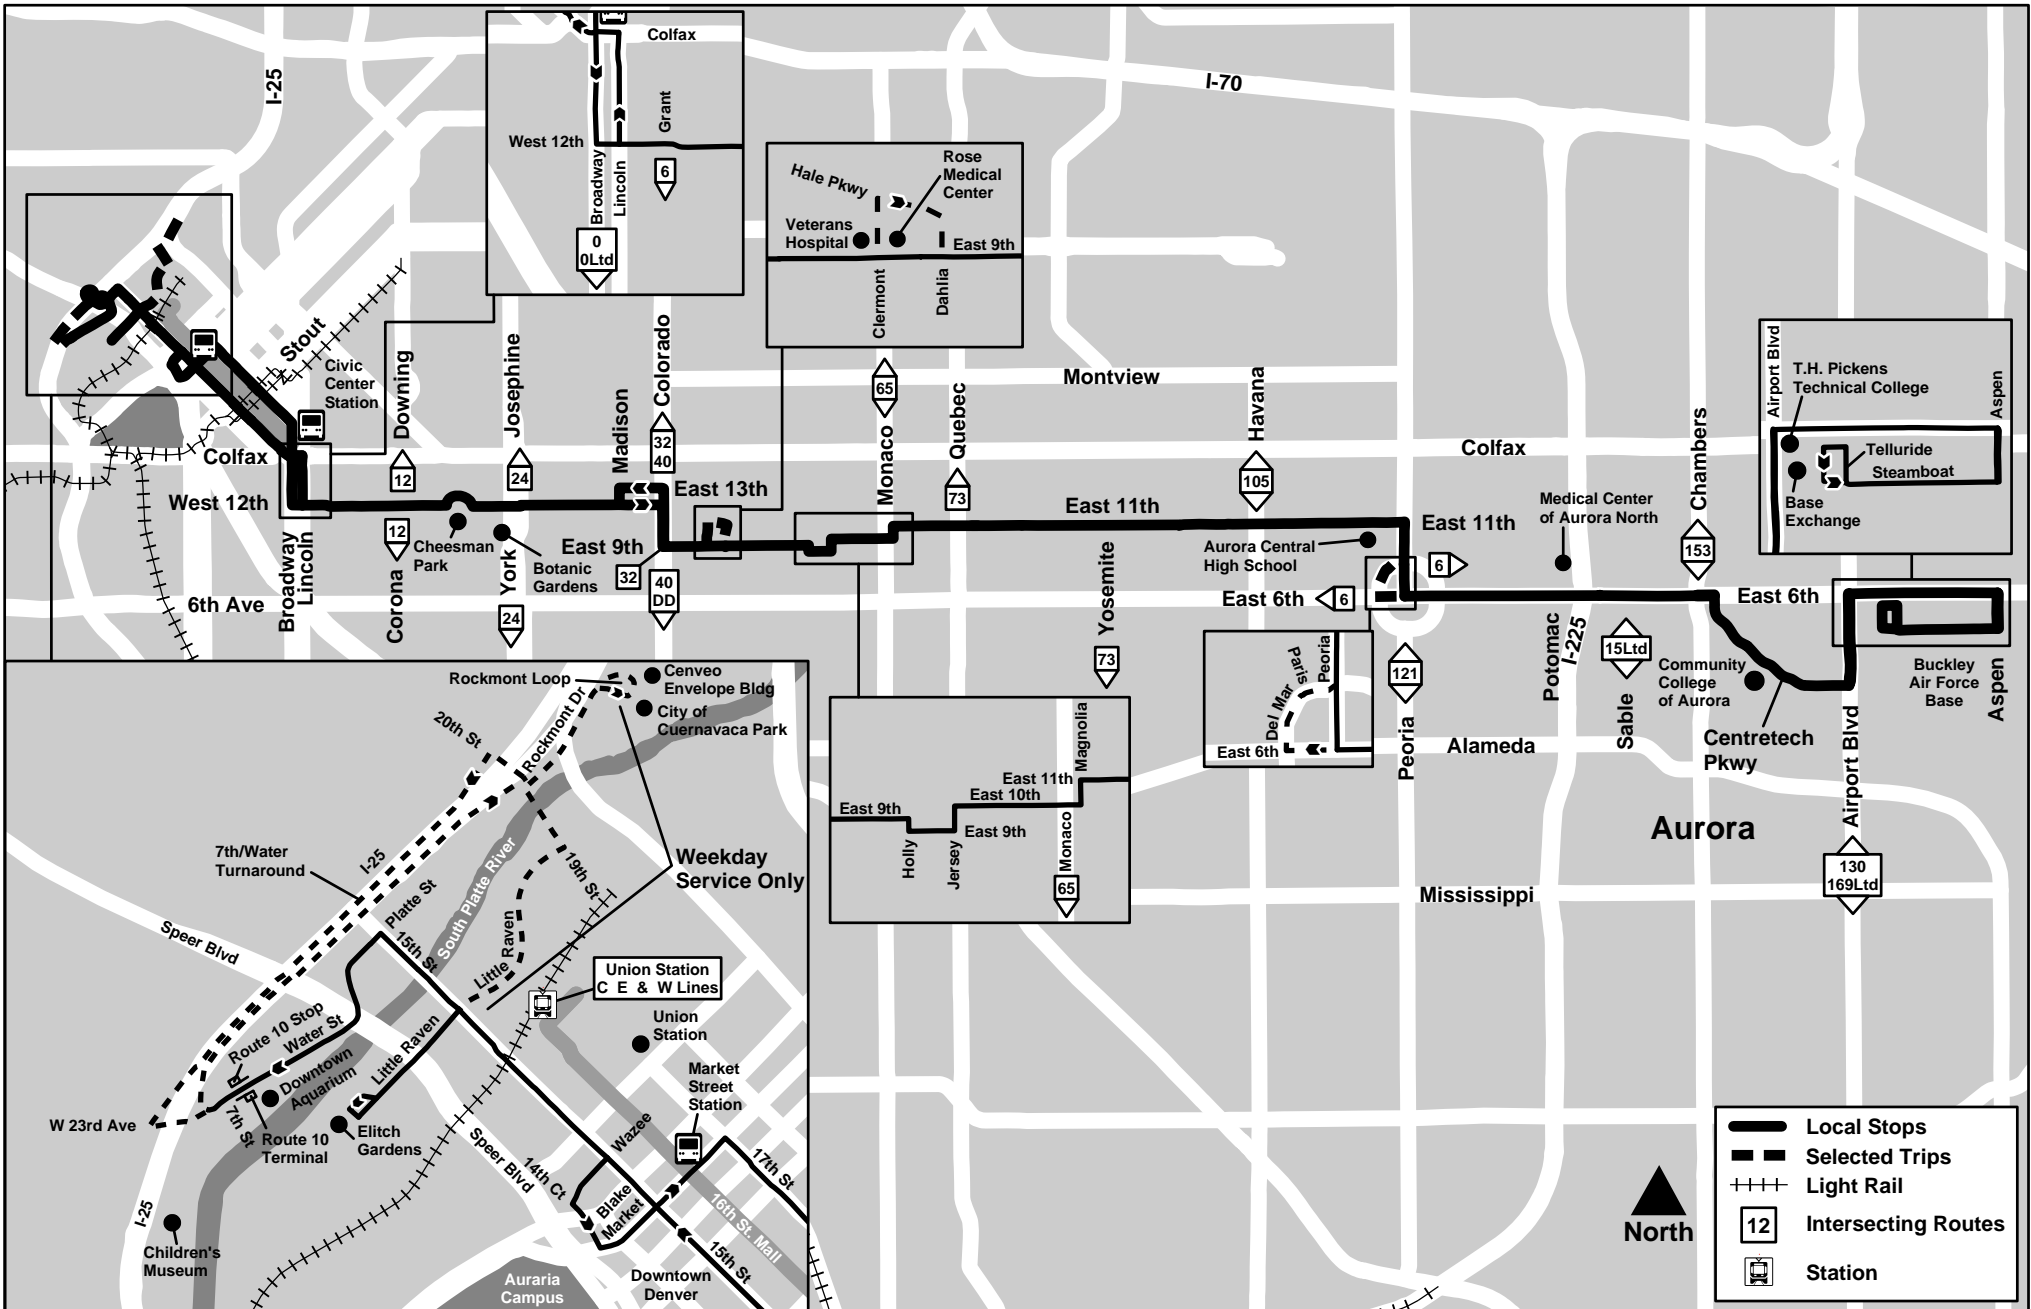 I-25
I-70
Colfax
Grant
West 12th
Broadway
Lincoln
6
0
0Ltd
Hale Pkwy
Rose
Medical
Center
Veterans
Hospital
East 9th
Clermont
Dahlia
Stout
Civic
Center
Station
Downing
Josephine
Madison
Colorado
65
Monaco
Quebec
Montview
Havana
Colfax
Chambers
Airport Blvd
Aspen
T.H. Pickens
Technical College
Telluride
Steamboat
Base
Exchange
Colfax
West 12th
12
24
32
40
East 13th
73
105
East 11th
East 11th
Medical Center
of Aurora North
153
12
Cheesman
Park
Botanic
Gardens
East 9th
32
40
DD
Aurora Central
High School
6
East 6th
6
East 6th
6th Ave
Broadway
Lincoln
Corona
York
24
Yosemite
73
Del Mar
Paris
Peoria
East 6th
121
Peoria
Potomac
I-225
15Ltd
Sable
Community
College
of Aurora
Centretech
Pkwy
Buckley
Air Force
Base
Aspen
Airport Blvd
130
169Ltd
Alameda
Aurora
Mississippi
Magnolia
East 11th
East 10th
East 9th
East 9th
Holly
Jersey
Monaco
65
Rockmont Loop
Cenveo
Envelope Bldg
City of
Cuernavaca Park
20th St
Rockmont Dr
7th/Water
Turnaround
I-25
Platte St
15th St
South Platte River
19th St
Little Raven
Weekday
Service Only
Speer Blvd
Union Station
C E & W Lines
Union
Station
Route 10 Stop
Water St
Downtown
Aquarium
Little Raven
Market
Street
Station
W 23rd Ave
7th St
Route 10
Terminal
Elitch
Gardens
Speer Blvd
14th Ct
Wazee
Blake
Market
17th St
16th St. Mall
15th St
I-25
Children's
Museum
Auraria
Campus
Downtown
Denver
North
Local Stops
Selected Trips
Light Rail
12
Intersecting Routes
Station